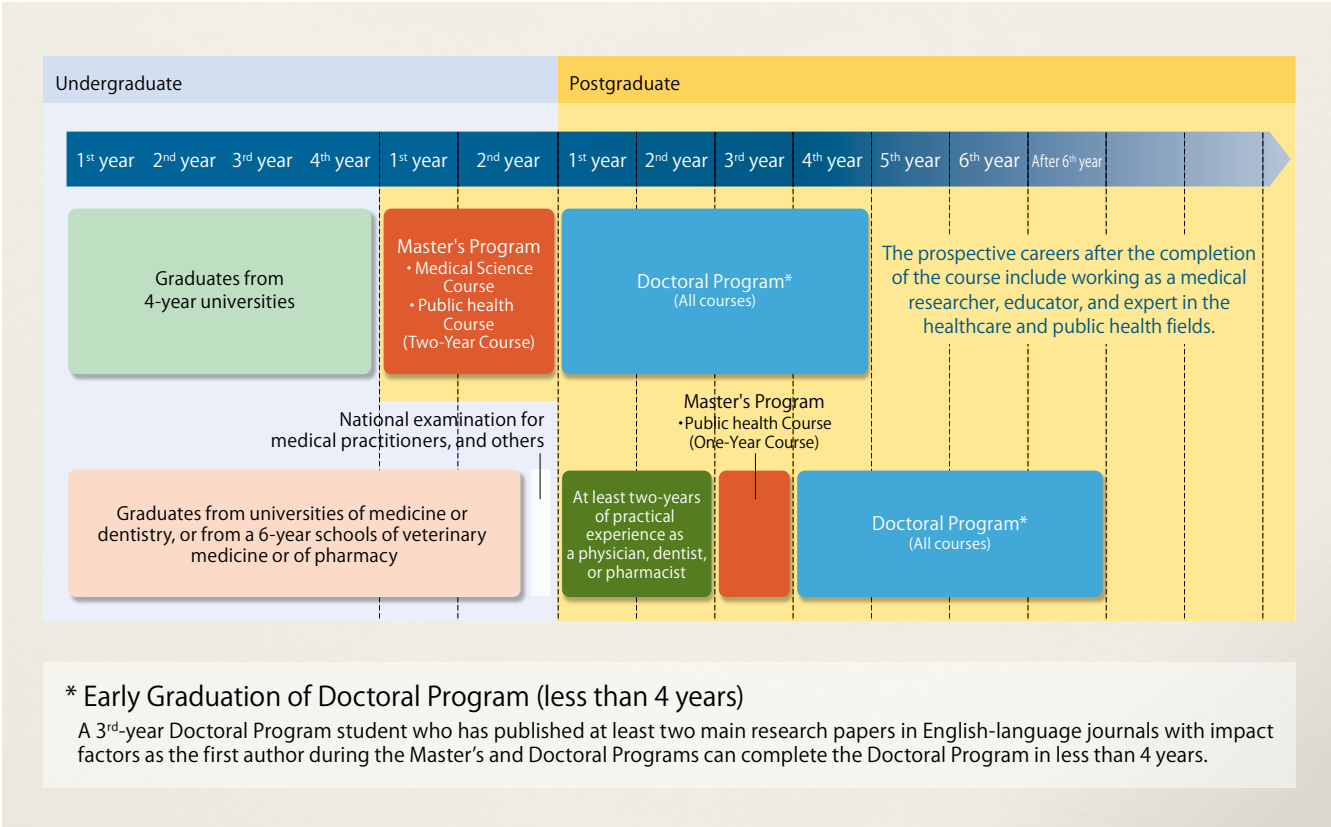 Undergraduate
Postgraduate
1st year 2nd year 3rd year 4th year 1st year 2nd year 1st year 2nd year 3rd year 4th year 5th year 6th year After 6th year
Graduates from
4-year universities
Master's Program
・Medical Science
Course
・Public health
Course
(Two-Year Course)
Doctoral Program*
(All courses)
The prospective careers after the completion
of the course include working as a medical
researcher, educator, and expert in the
healthcare and public health fields.
National examination for
medical practitioners, and others
Master's Program
・Public health Course
(One-Year Course)
Graduates from universities of medicine or
dentistry, or from a 6-year schools of veterinary
medicine or of pharmacy
At least two-years
of practical
experience as
a physician, dentist,
or pharmacist
Doctoral Program*
(All courses)
* Early Graduation of Doctoral Program (less than 4 years)
A 3rd-year Doctoral Program student who has published at least two main research papers in English-language journals with impact
factors as the first author during the Master’s and Doctoral Programs can complete the Doctoral Program in less than 4 years.